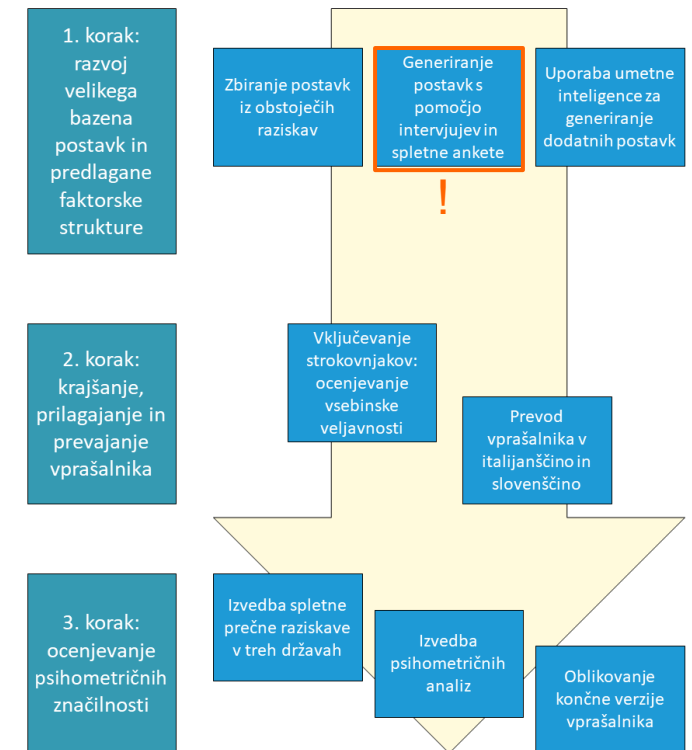 1. korak:
razvoj
velikega
bazena
postavk in
predlagane
faktorske
strukture
Zbiranje postavk
iz obstoječih
raziskav
Generiranje
postavk s
pomočjo
intervjujev in
spletne ankete
Uporaba umetne
inteligence za
generiranje
dodatnih postavk
!
2. korak:
krajšanje,
prilagajanje in
prevajanje
vprašalnika
Vključevanje
strokovnjakov:
ocenjevanje
vsebinske
veljavnosti
Prevod
vprašalnika v
italijanščino in
slovenščino
3. korak:
ocenjevanje
psihometričnih
značilnosti
Izvedba spletne
prečne raziskave
v treh državah
Izvedba
psihometričnih
analiz
Oblikovanje
končne verzije
vprašalnika